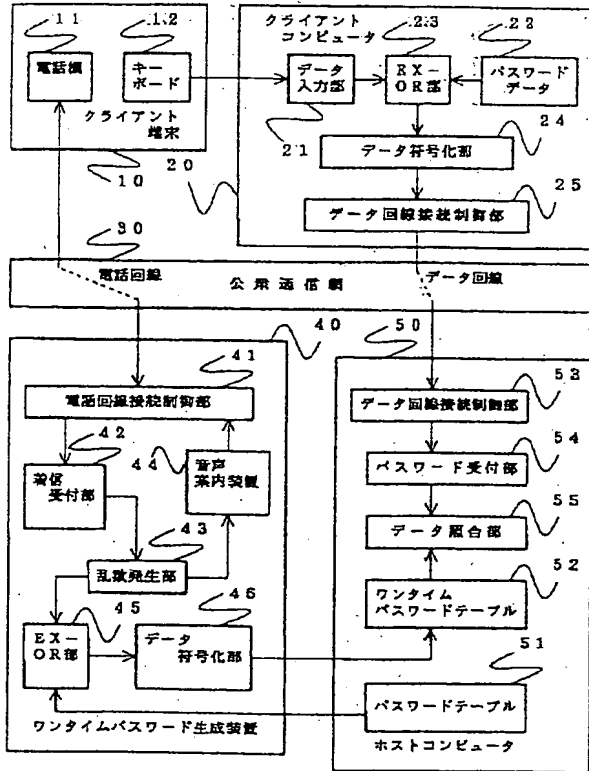 11
12
電話機
キー
ボード
クライアント
端末
10
クライアント
コンピュータ
23
22
データ
入力部
EX-
OR部
パスワード
データ
21
24
データ符号化部
20
25
データ回線接続制御部
30
電話回線
公衆通信網
データ回線
40
50
41
電話回線接続制御部
42
44
着信
受付部
音声
案内装置
43
乱数発生部
45
46
EX-
OR部
データ
符号化部
ワンタイムパスワード生成装置
53
データ回線接続制御部
54
パスワード受付部
55
データ照合部
52
ワンタイム
パスワードテーブル
51
パスワードテーブル
ホストコンピュータ